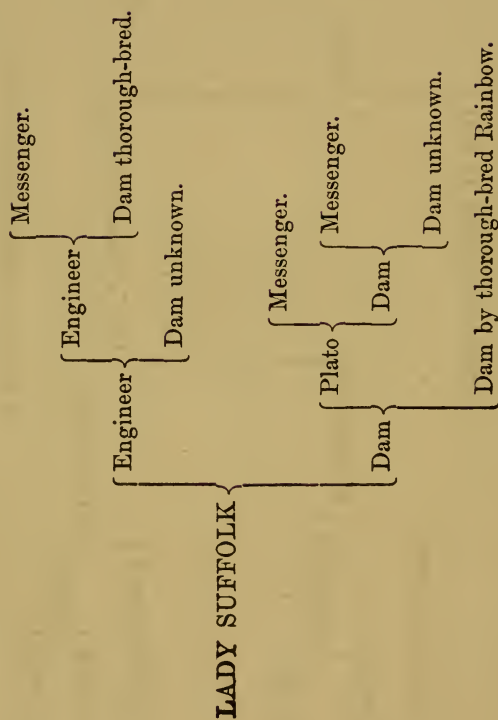 Messenger.
Engineer
Dam thorough-bred.
Engineer
Dam unknown.
LADY SUFFOLK
Messenger.
Plato
Messenger.
Dam
Dam unknown.
Dam
Dam by thorough-bred Rainbow.